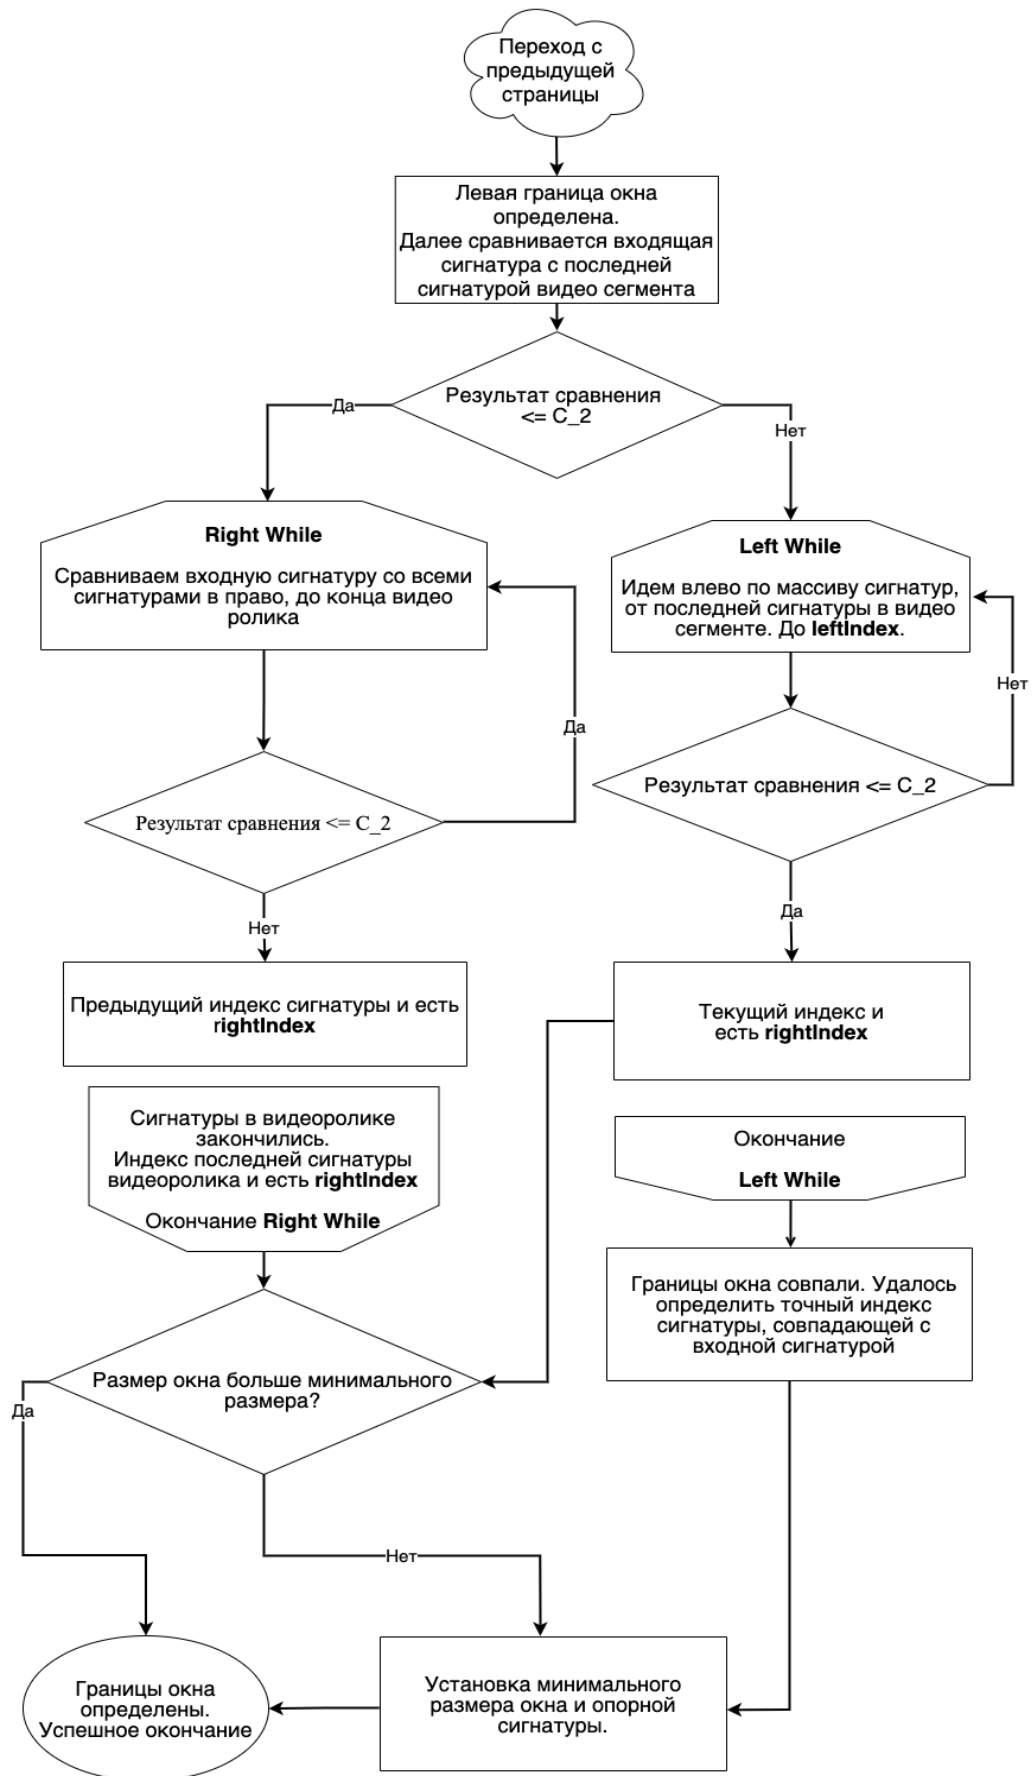 Переход с
предыдущей
страницы
Левая граница окна
определена.
Далее сравнивается входящая
сигнатура с последней
сигнатурой видео сегмента
Результат сравнения
<= C_2
Да
Нет
Right While
Сравниваем входную сигнатуру со всеми
сигнатурами в право, до конца видео
ролика
Left While
Идем влево по массиву сигнатур,
от последней сигнатуры в видео
сегменте. До leftIndex.
Нет
Да
Результат сравнения <= C_2
Результат сравнения <= C_2
Нет
Да
Предыдущий индекс сигнатуры и есть
rightIndex
Текущий индекс и
есть rightIndex
Сигнатуры в видеоролике
закончились.
Индекс последней сигнатуры
видеоролика и есть rightIndex
Окончание Right While
Окончание
Left While
Границы окна совпали. Удалось
определить точный индекс
сигнатуры, совпадающей с
входной сигнатурой
Размер окна больше минимального
размера?
Да
Нет
Границы окна
определены.
Успешное окончание
Установка минимального
размера окна и опорной
сигнатуры.